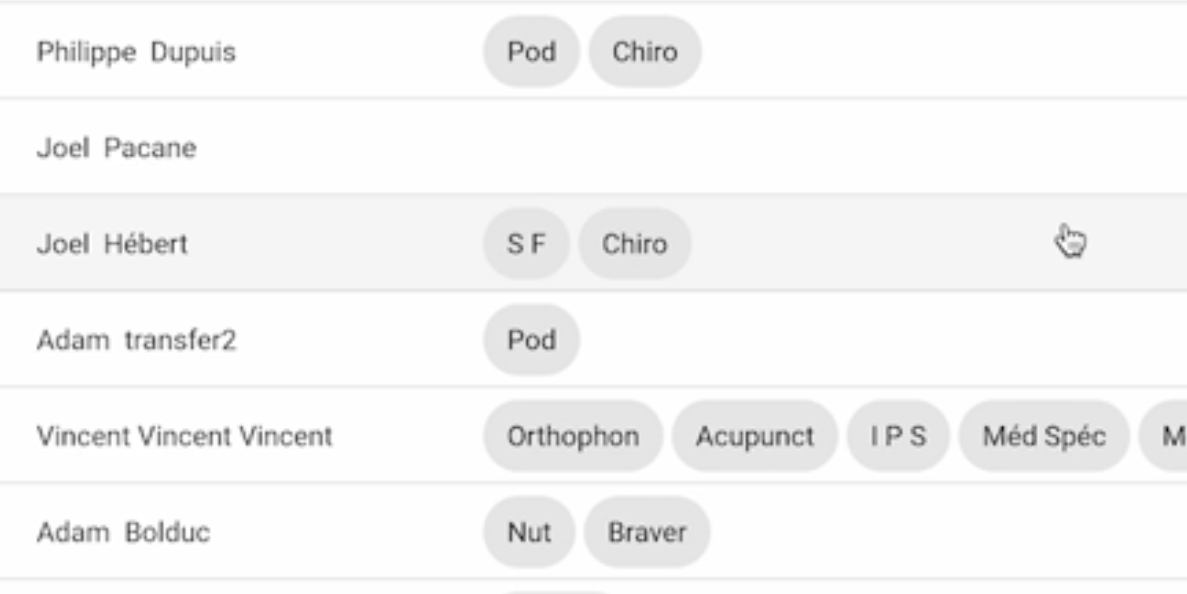 Philippe Dupuis Pod Chiro
Joel Pacane
Joel Hébert S F Chiro
Adam transfer2 Pod
Vincent Vincent Vincent Orthophon Acupunct I P S Méd Spéc M
Adam Bolduc Nut Braver